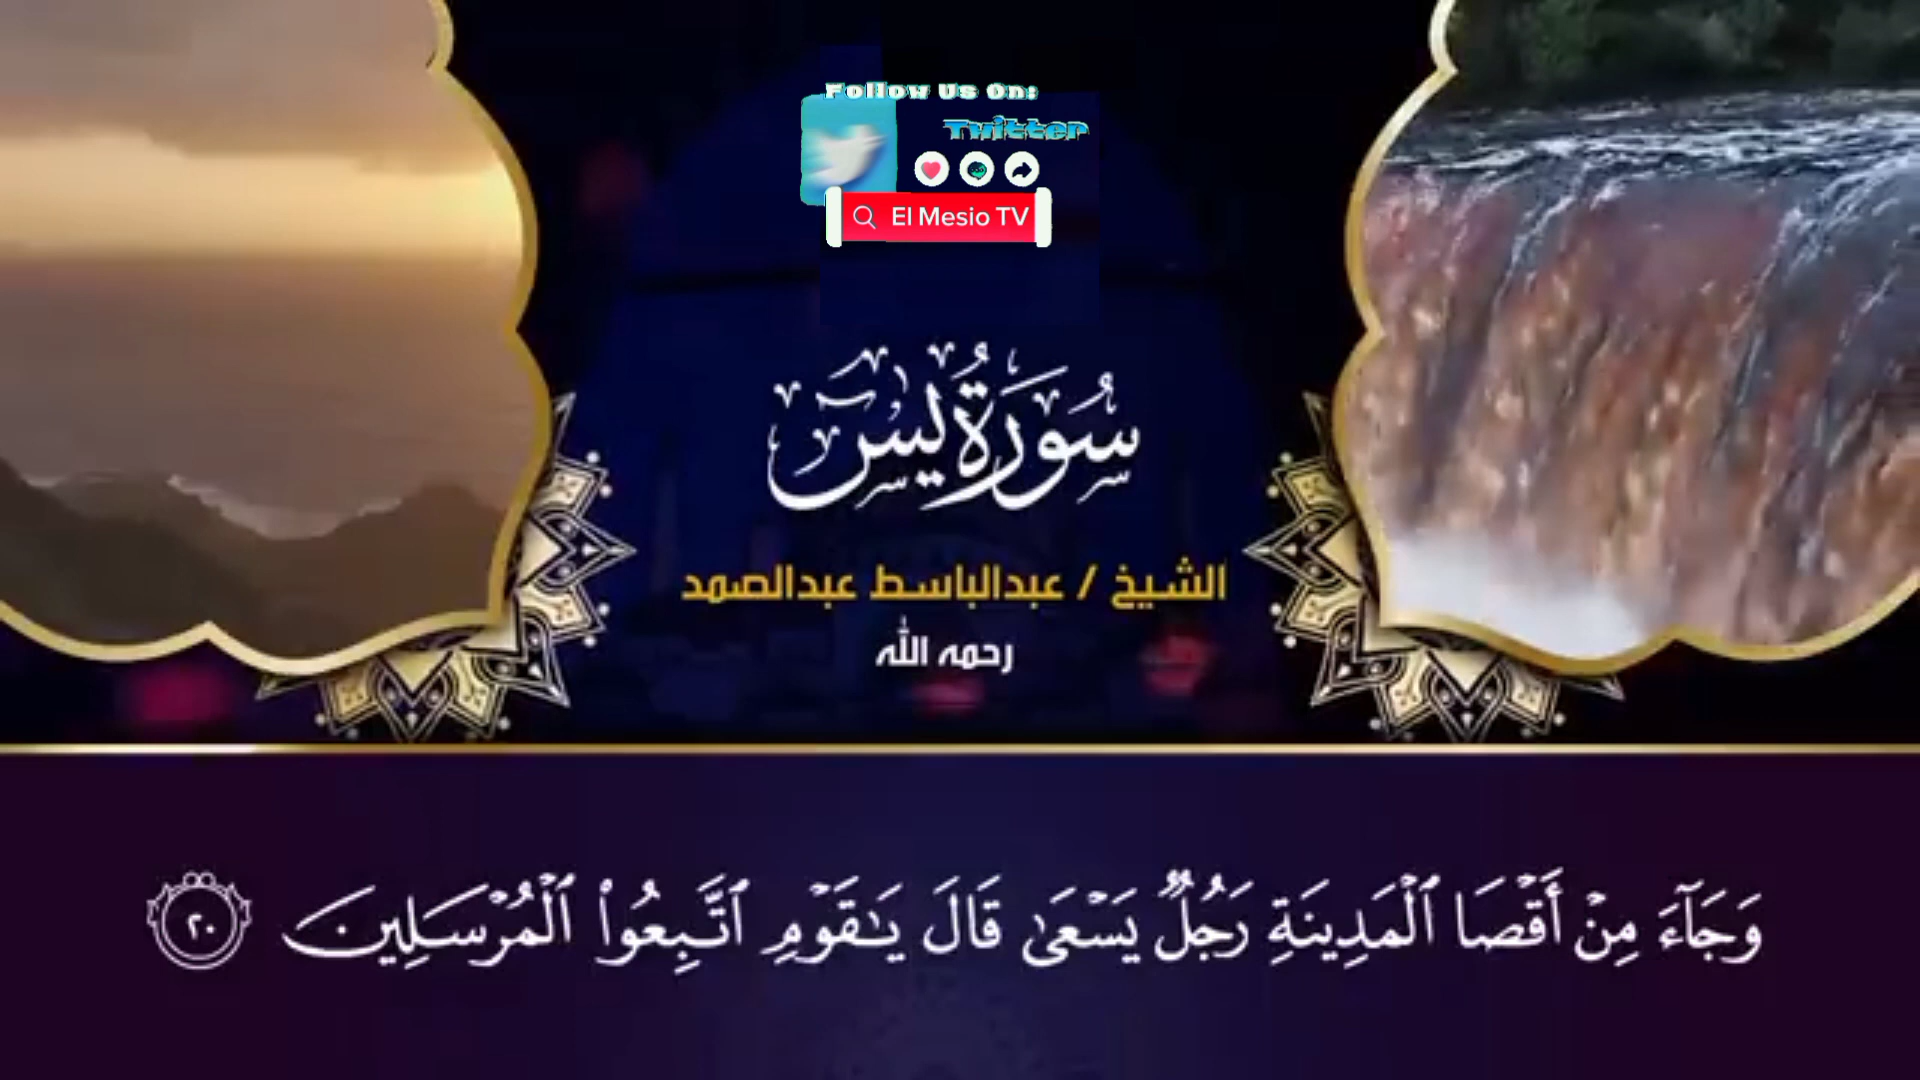 Follow Us On:
Twitter
El Mesio TV
سُورَةُ يسٓ
الشيخ / عبدالباسط عبدالصمد
رحمه الله
وَجَآءَ مِنْ أَقْصَا ٱلْمَدِينَةِ رَجُلٌ يَسْعَىٰ قَالَ يَـٰقَوْمِ ٱتَّبِعُوا۟ ٱلْمُرْسَلِينَ ٢٠